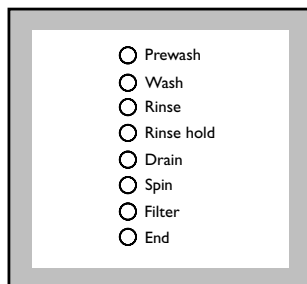 Prewash
Wash
Rinse
Rinse hold
Drain
Spin
Filter
End